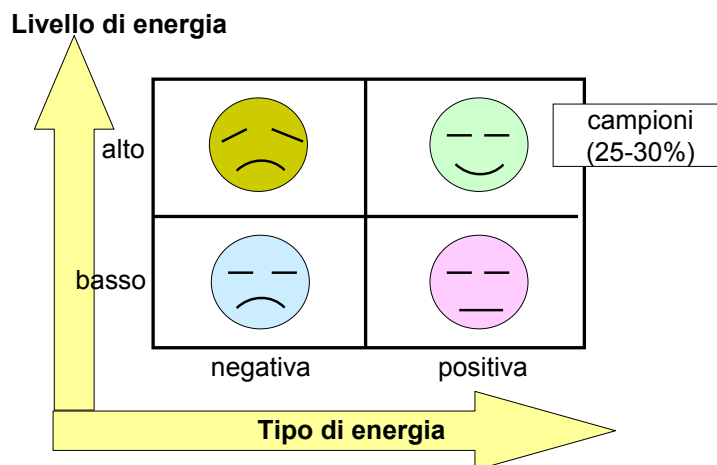 Livello di energia
alto
campioni
(25-30%)
basso
negativa
positiva
Tipo di energia